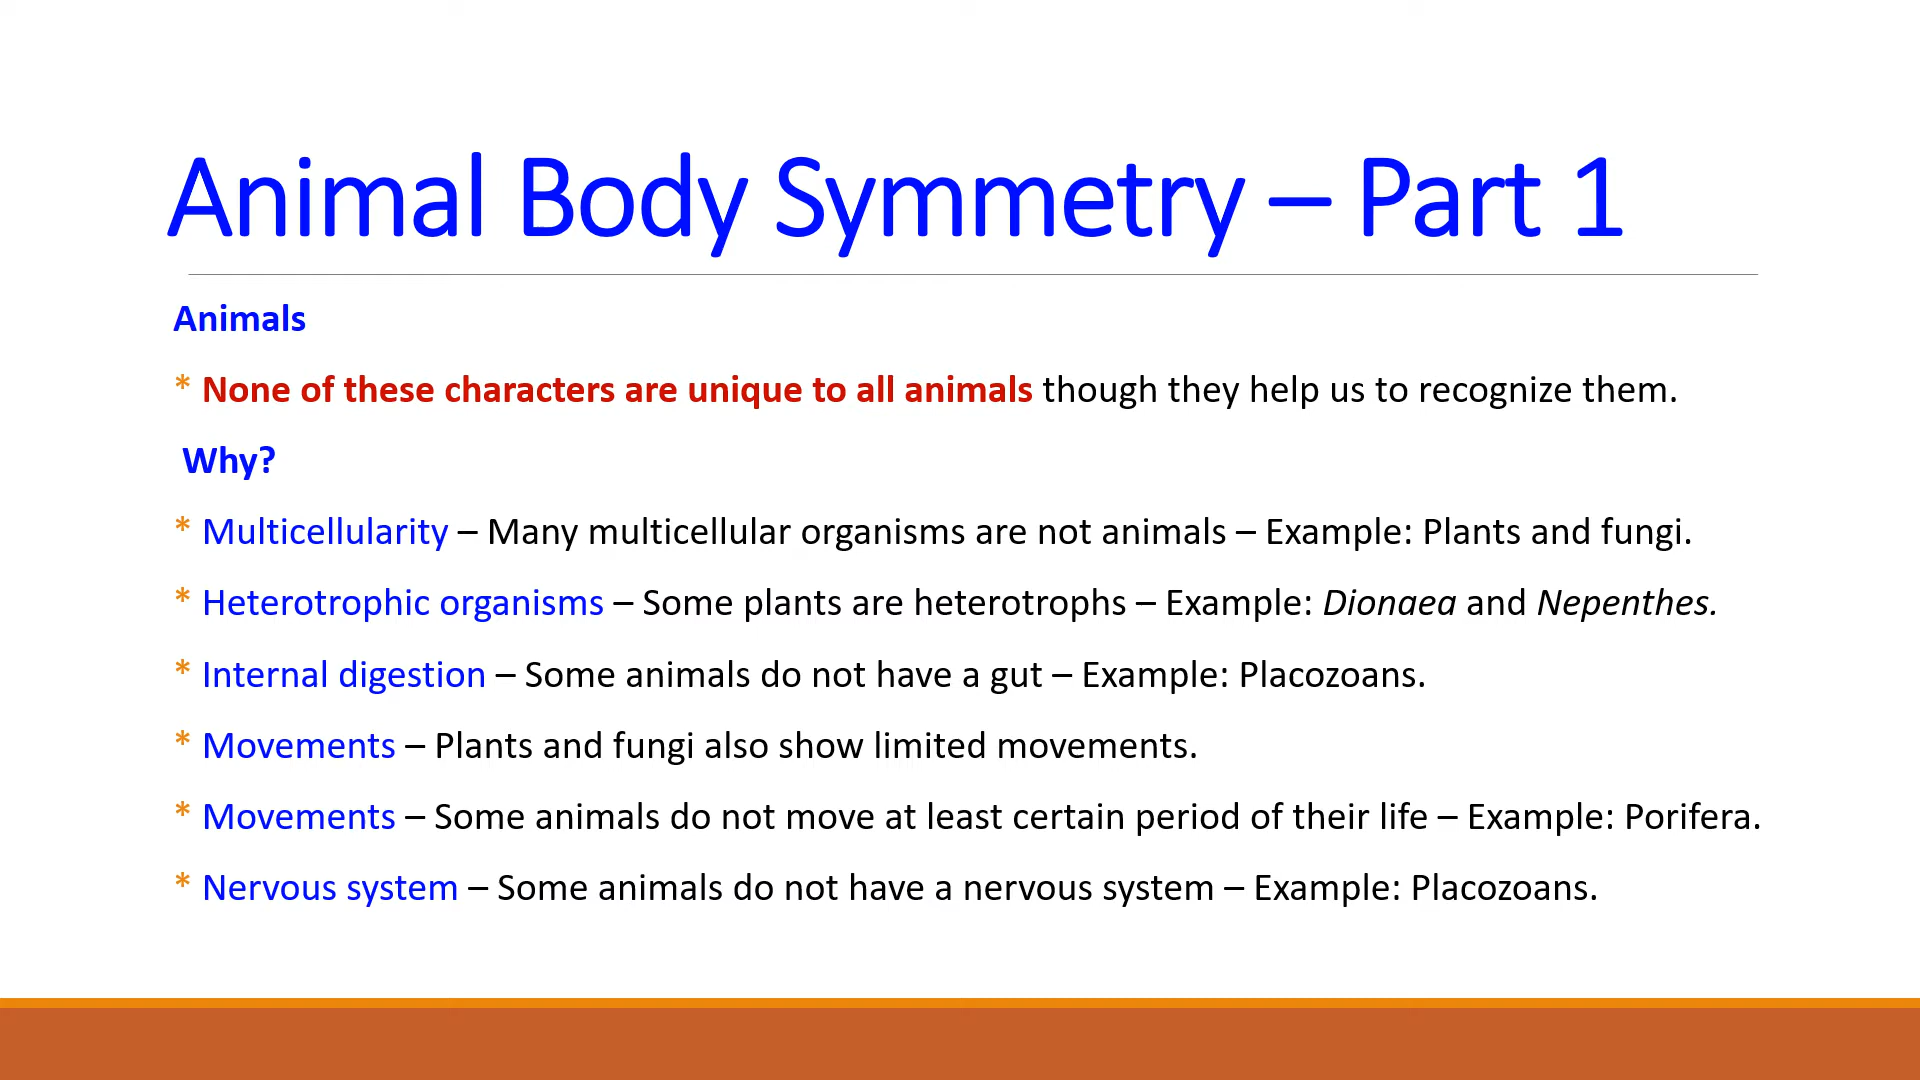 Animal Body Symmetry – Part 1
Animals
* None of these characters are unique to all animals though they help us to recognize them.
Why?
* Multicellularity – Many multicellular organisms are not animals – Example: Plants and fungi.
* Heterotrophic organisms – Some plants are heterotrophs – Example: Dionaea and Nepenthes.
* Internal digestion – Some animals do not have a gut – Example: Placozoans.
* Movements – Plants and fungi also show limited movements.
* Movements – Some animals do not move at least certain period of their life – Example: Porifera.
* Nervous system – Some animals do not have a nervous system – Example: Placozoans.